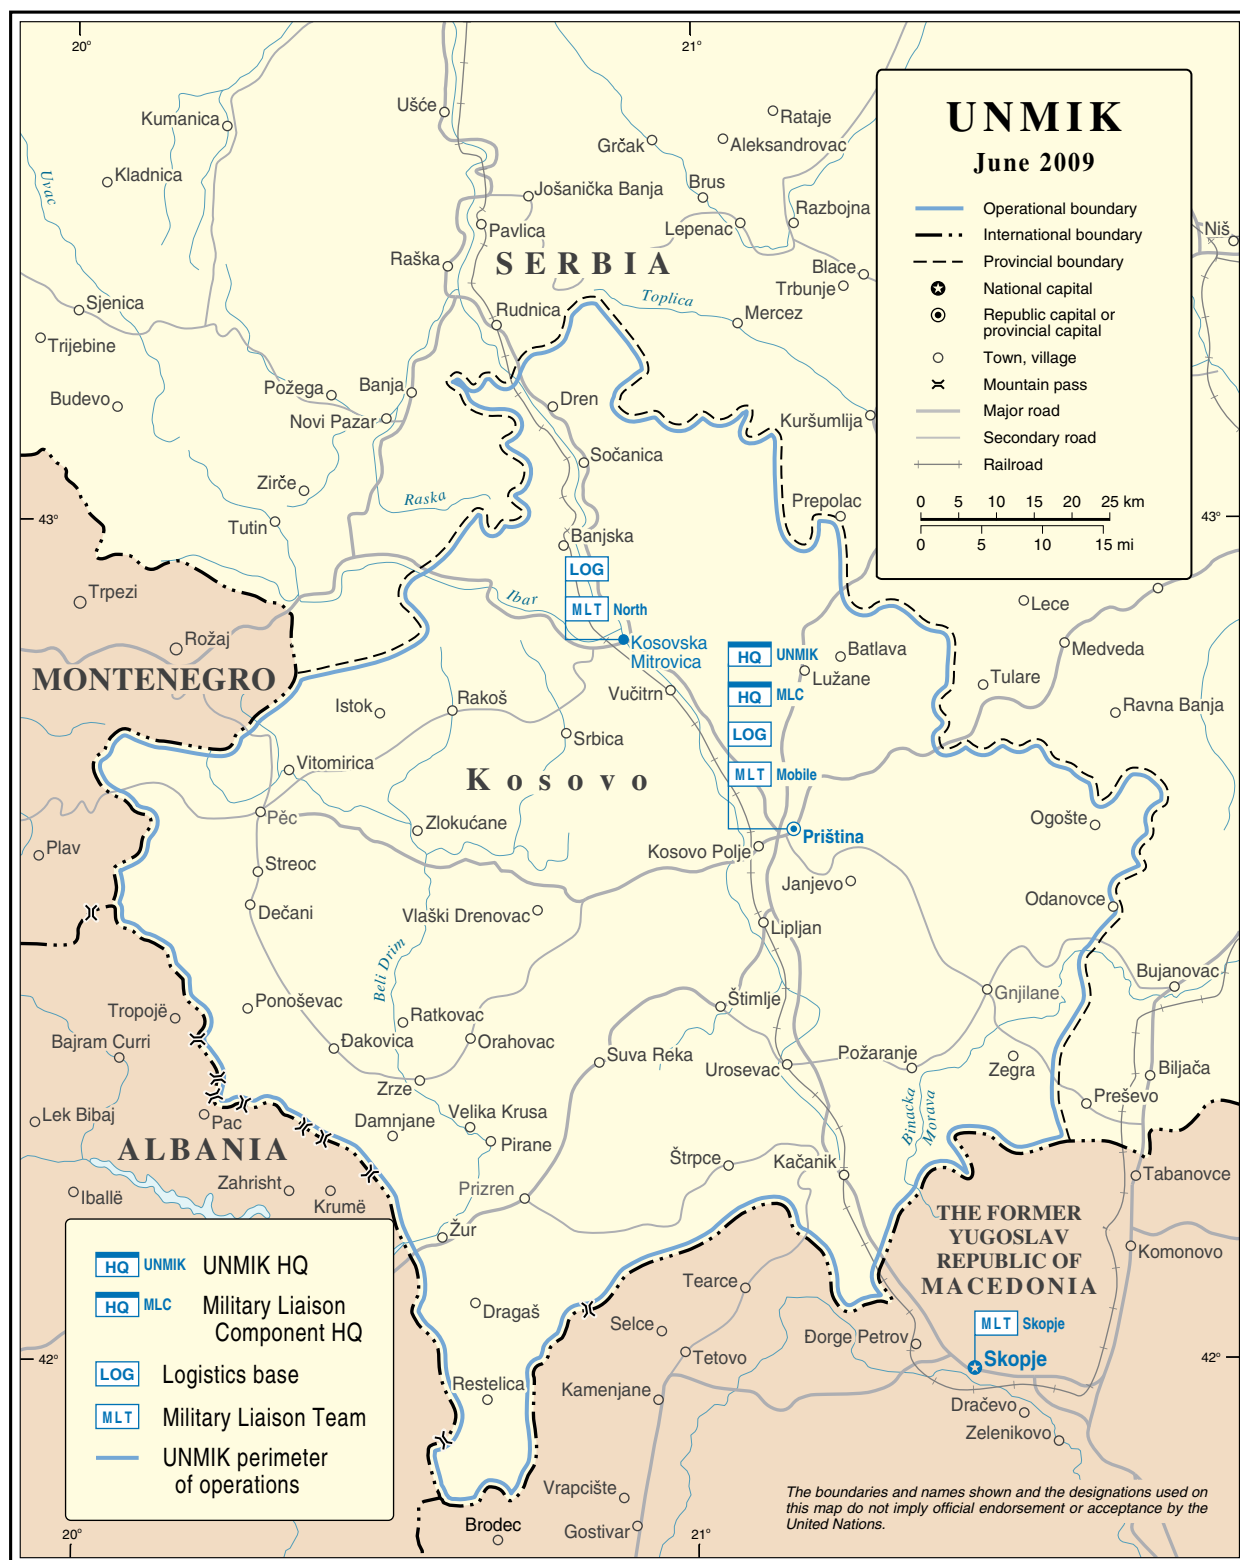 20°
21°
UNMIK
June 2009
Operational boundary
International boundary
Provincial boundary
National capital
Republic capital or
provincial capital
Town, village
Mountain pass
Major road
Secondary road
Railroad
0 5 10 15 20 25 km
0 5 10 15 mi
Ušće
Kumanica
Rataje
Grčak
Aleksandrovac
Kladnica
Uvac
Jošanička Banja
Brus
Razbojna
Pavlica
Lepenac
Niš
Raška
SERBIA
Blace
Trbunje
Toplica
Sjenica
Rudnica
Mercez
Trijebine
Požega
Banja
Budevo
Dren
Novi Pazar
Kuršumlija
Sočanica
Zirče
Raska
Prepolac
43°
43°
Tutin
Banjska
LOG
Trpezi
Ibar
MLT North
Lece
Rožaj
Kosovska
Mitrovica
HQ UNMIK
Batlava
Medveda
MONTENEGRO
Lužane
Tulare
Vučitrn
HQ MLC
Istok
Rakoš
Ravna Banja
Srbica
LOG
Vitomirica
Kosovo
MLT Mobile
Pěc
Zlokućane
Ogošte
Priština
Plav
Kosovo Polje
Streoc
Janjevo
Dečani
Vlaški Drenovac
Odanovce
Lipljan
Beli Drim
Bujanovac
Ponoševac
Štimlje
Gnjilane
Tropojë
Ratkovac
Bajram Curri
Đakovica
Orahovac
Suva Reka
Požaranje
Urosevac
Zegra
Biljača
Zrze
Preševo
Lek Bibaj
Pac
Damnjane
Velika Krusa
Binacka
Morava
ALBANIA
Pirane
Štrpce
Kačanik
Tabanovce
Iballë
Zahrisht
Prizren
Krumë
THE FORMER
YUGOSLAV
REPUBLIC OF
MACEDONIA
Žur
Komonovo
HQ UNMIK UNMIK HQ
HQ MLC Military Liaison
Component HQ
LOG Logistics base
MLT Military Liaison Team
UNMIK perimeter
of operations
Tearce
Dragaš
Selce
Đorge Petrov
MLT Skopje
42°
42°
Tetovo
Skopje
Restelica
Kamenjane
Dračevo
Zelenikovo
Vrapcište
Brodec
Gostivar
The boundaries and names shown and the designations used on
this map do not imply official endorsement or acceptance by the
United Nations.
20°
21°